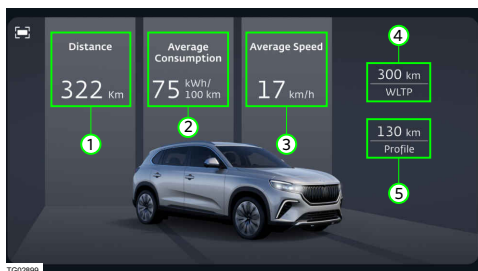 Distance
322 Km
1
Average
Consumption
75 kWh/
100 km
2
Average Speed
17 km/h
3
4
300 km
WLTP
130 km
Profile
5
TG02899